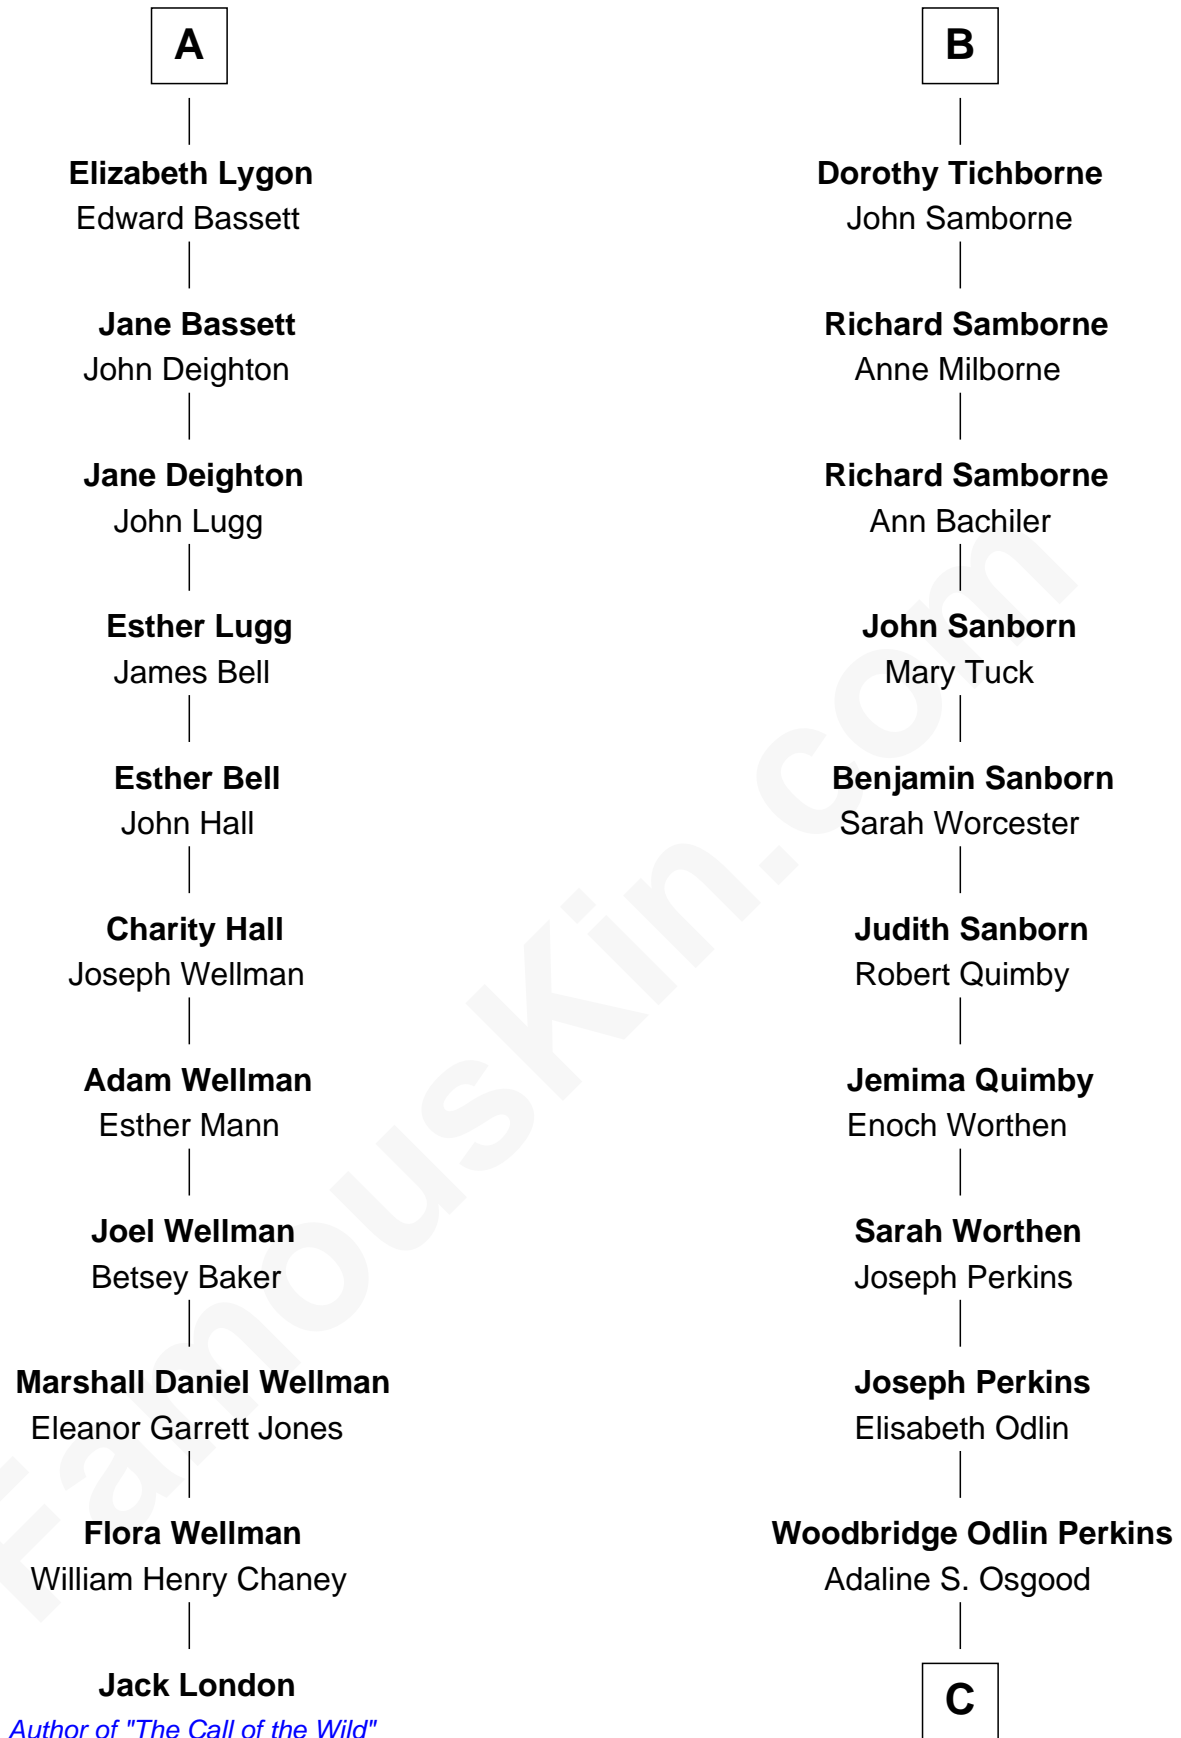 A
Elizabeth Lygon
Edward Bassett
Jane Bassett
John Deighton
Jane Deighton
John Lugg
Esther Lugg
James Bell
Esther Bell
John Hall
Charity Hall
Joseph Wellman
Adam Wellman
Esther Mann
Joel Wellman
Betsey Baker
Marshall Daniel Wellman
Eleanor Garrett Jones
Flora Wellman
William Henry Chaney
Jack London
Author of "The Call of the Wild"
B
Dorothy Tichborne
John Samborne
Richard Samborne
Anne Milborne
Richard Samborne
Ann Bachiler
John Sanborn
Mary Tuck
Benjamin Sanborn
Sarah Worcester
Judith Sanborn
Robert Quimby
Jemima Quimby
Enoch Worthen
Sarah Worthen
Joseph Perkins
Joseph Perkins
Elisabeth Odlin
Woodbridge Odlin Perkins
Adaline S. Osgood
C
FamousKin.com